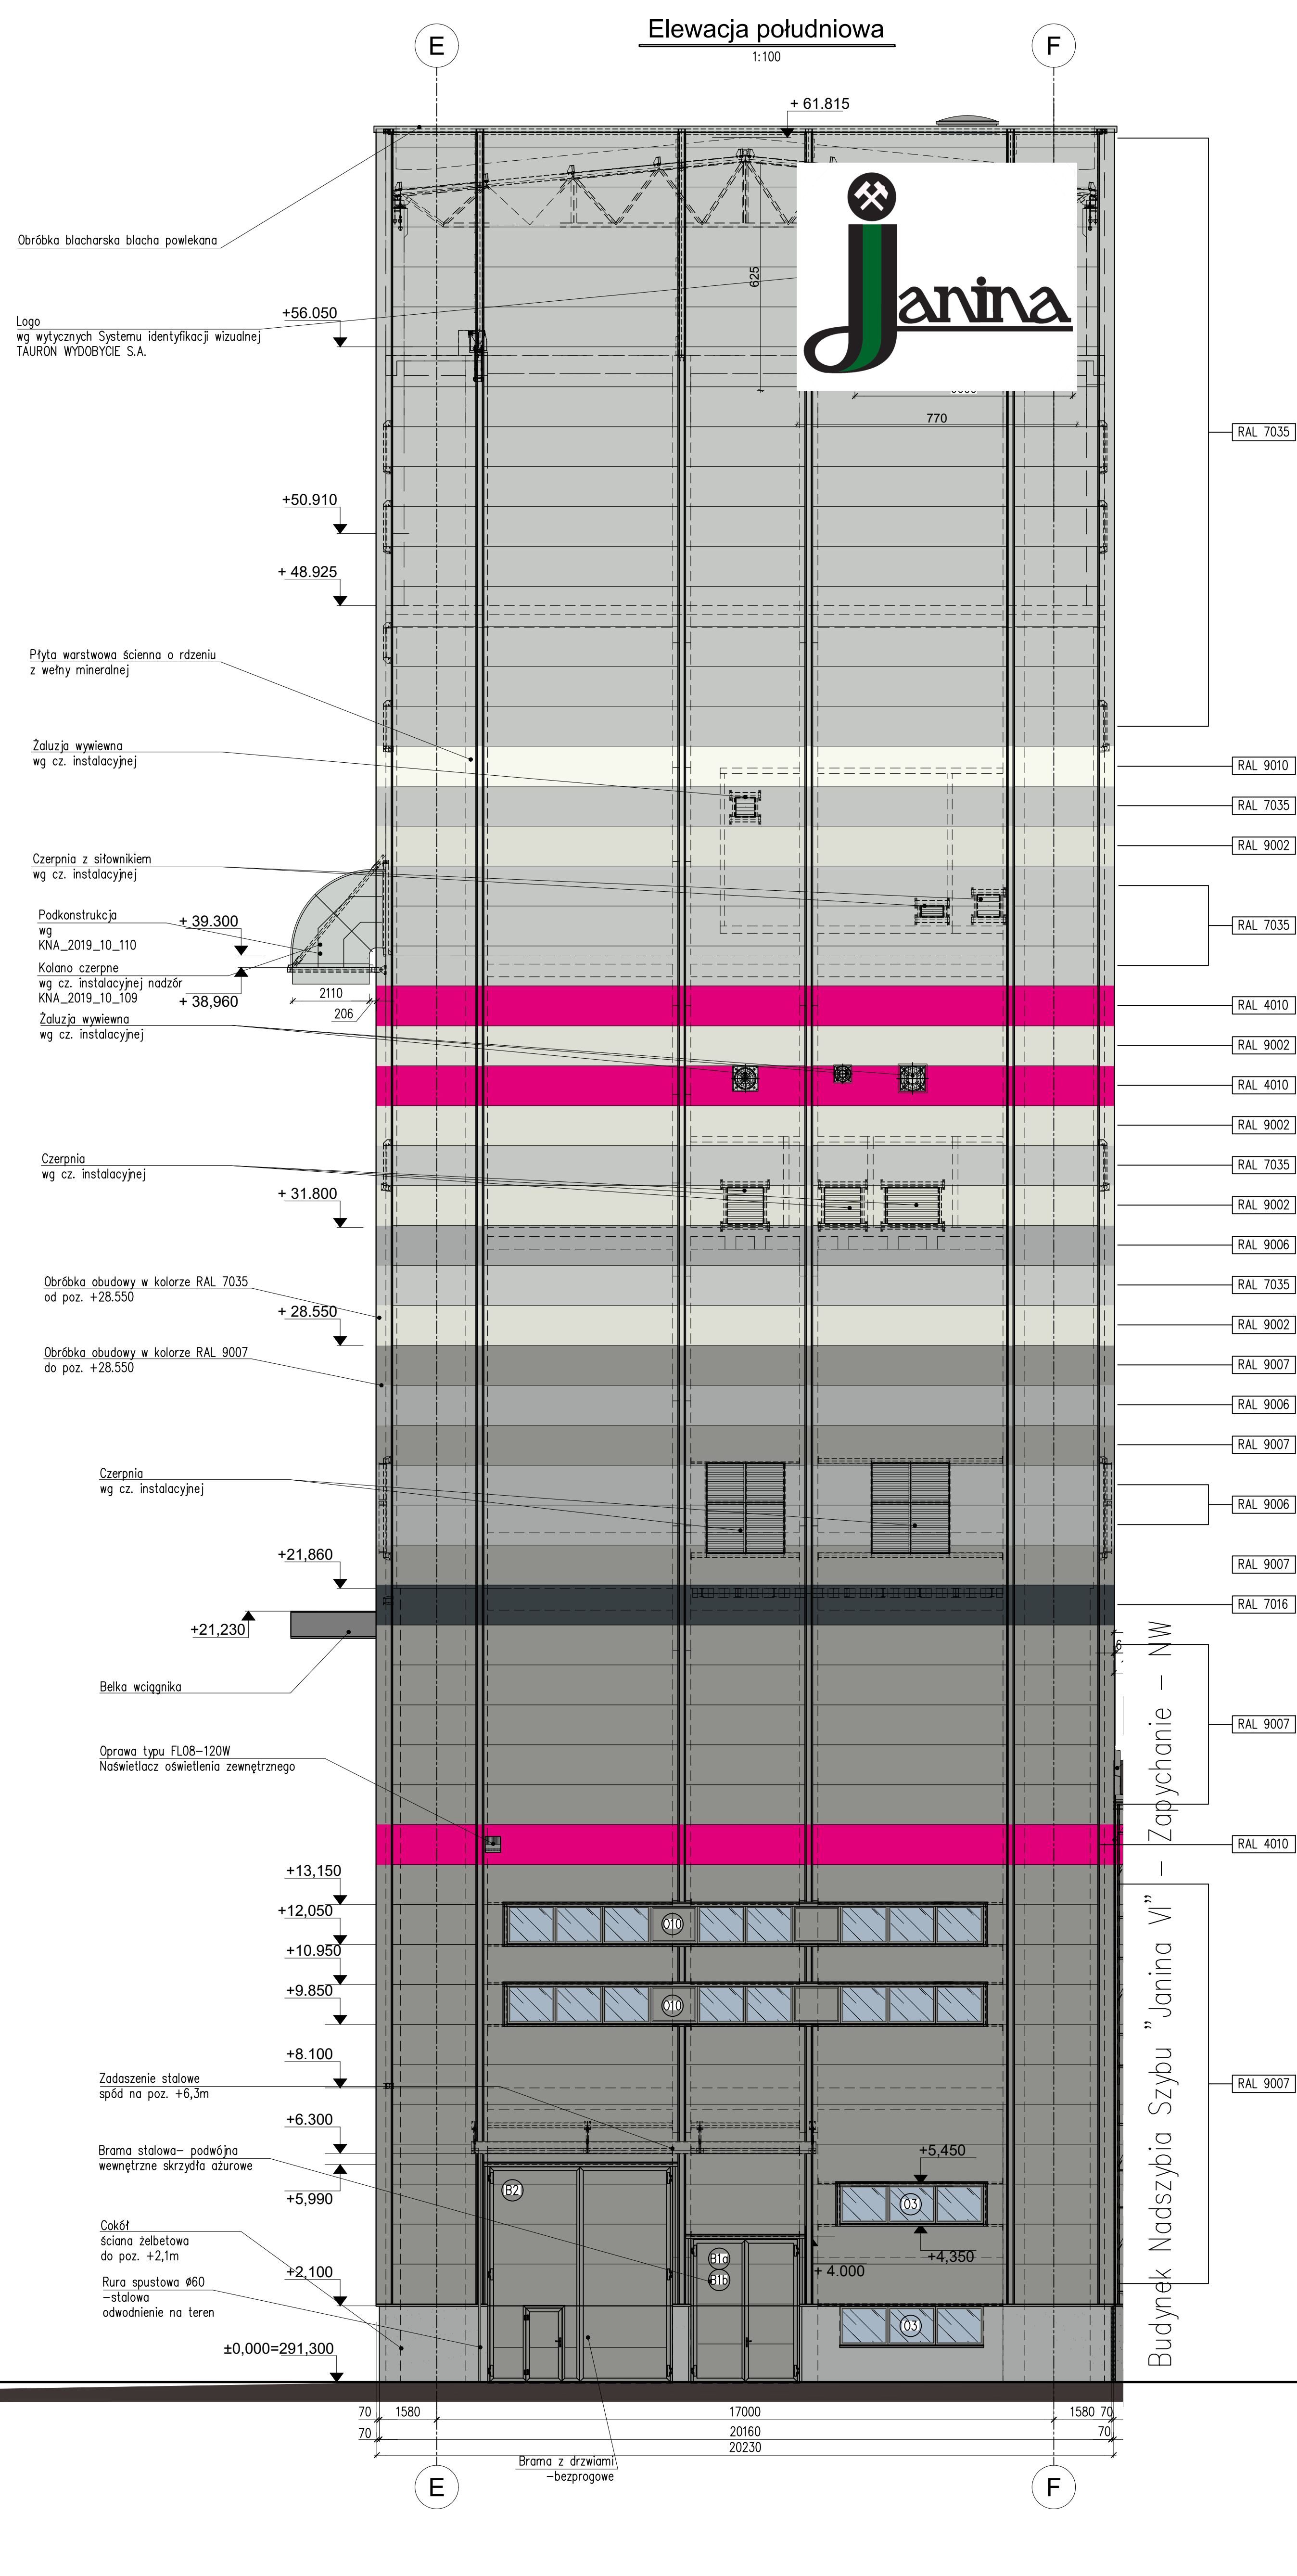 Elewacja południowa
1:100
E
F
+ 61.815
Obróbka blacharska blacha powlekana
Logo
wg wytycznych Systemu identyfikacji wizualnej
TAURON WYDOBYCIE S.A.
Janina
625
770
+56.050
RAL 7035
+50.910
+ 48.925
Płyta warstwowa ścienna o rdzeniu
z wełny mineralnej
Żaluzja wywiewna
wg cz. instalacyjnej
RAL 9010
RAL 7035
RAL 9002
Czerpnia z siłownikiem
wg cz. instalacyjnej
Podkonstrukcja
wg
KNA_2019_10_110
+ 39.300
RAL 7035
Kolano czerpne
wg cz. instalacyjnej nadzór
KNA_2019_10_109
+ 38,960
2110
206
RAL 4010
Żaluzja wywiewna
wg cz. instalacyjnej
RAL 9002
RAL 4010
RAL 9002
Czerpnia
wg cz. instalacyjnej
RAL 7035
+ 31.800
RAL 9002
RAL 9006
Obróbka obudowy w kolorze RAL 7035
od poz. +28.550
RAL 7035
+ 28.550
RAL 9002
Obróbka obudowy w kolorze RAL 9007
do poz. +28.550
RAL 9007
RAL 9006
RAL 9007
Czerpnia
wg cz. instalacyjnej
RAL 9006
+21,860
RAL 9007
RAL 7016
+21,230
Belka wciągnika
RAL 9007
Oprawa typu FL08-120W
Naświetlacz oświetlenia zewnętrznego
RAL 4010
+13,150
+12,050
O10
+10.950
+9.850
O10
+8.100
Zadaszenie stalowe
spód na poz. +6,3m
RAL 9007
+6.300
Brama stalowa- podwójna
wewnętrzne skrzydła ażurowe
+5,990
B2
+5,450
O3
+4,350
B1a
B1b
+ 4.000
Cokół
ściana żelbetowa
do poz. +2,1m
+2,100
Rura spustowa Ø60
-stalowa
odwodnienie na teren
O3
±0,000=291,300
Budynek Nadszybia Szybu "Janina VI" - Zapychanie - NW
70
1580
17000
1580
70
70
20160
70
20230
Brama z drzwiami
-bezprogowe
E
F